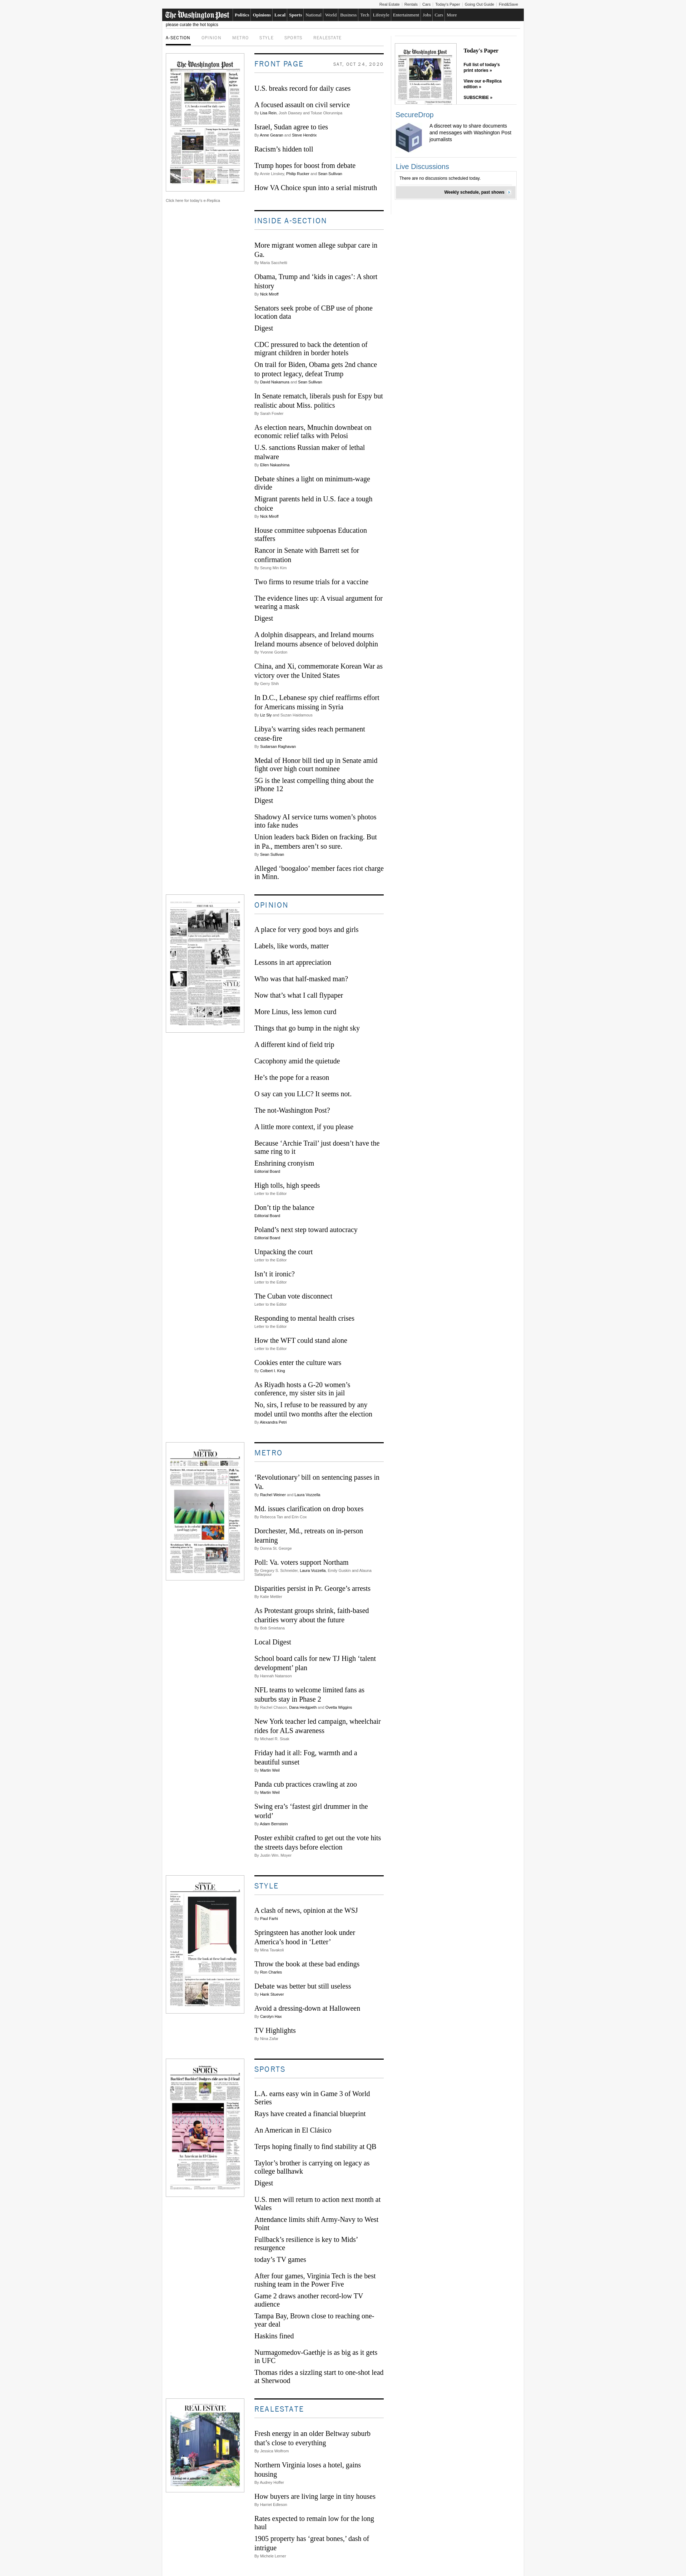 Real Estate | Rentals | Cars | Today's Paper | Going Out Guide | Find&Save
The Washington Post Politics Opinions Local Sports National World Business Tech Lifestyle Entertainment Jobs Cars More
please curate the hot topics
A-SECTION OPINION METRO STYLE SPORTS REALESTATE
Click here for today's e-Replica
FRONT PAGE
SAT, OCT 24, 2020
U.S. breaks record for daily cases
A focused assault on civil service
By Lisa Rein, Josh Dawsey and Toluse Olorunnipa
Israel, Sudan agree to ties
By Anne Gearan and Steve Hendrix
Racism’s hidden toll
Trump hopes for boost from debate
By Annie Linskey, Philip Rucker and Sean Sullivan
How VA Choice spun into a serial mistruth
INSIDE A-SECTION
More migrant women allege subpar care in
Ga.
By Maria Sacchetti
Obama, Trump and ‘kids in cages’: A short
history
By Nick Miroff
Senators seek probe of CBP use of phone
location data
Digest
CDC pressured to back the detention of
migrant children in border hotels
On trail for Biden, Obama gets 2nd chance
to protect legacy, defeat Trump
By David Nakamura and Sean Sullivan
In Senate rematch, liberals push for Espy but
realistic about Miss. politics
By Sarah Fowler
As election nears, Mnuchin downbeat on
economic relief talks with Pelosi
U.S. sanctions Russian maker of lethal
malware
By Ellen Nakashima
Debate shines a light on minimum-wage
divide
Migrant parents held in U.S. face a tough
choice
By Nick Miroff
House committee subpoenas Education
staffers
Rancor in Senate with Barrett set for
confirmation
By Seung Min Kim
Two firms to resume trials for a vaccine
The evidence lines up: A visual argument for
wearing a mask
Digest
A dolphin disappears, and Ireland mourns
Ireland mourns absence of beloved dolphin
By Yvonne Gordon
China, and Xi, commemorate Korean War as
victory over the United States
By Gerry Shih
In D.C., Lebanese spy chief reaffirms effort
for Americans missing in Syria
By Liz Sly and Suzan Haidamous
Libya’s warring sides reach permanent
cease-fire
By Sudarsan Raghavan
Medal of Honor bill tied up in Senate amid
fight over high court nominee
5G is the least compelling thing about the
iPhone 12
Digest
Shadowy AI service turns women’s photos
into fake nudes
Union leaders back Biden on fracking. But
in Pa., members aren’t so sure.
By Sean Sullivan
Alleged ‘boogaloo’ member faces riot charge
in Minn.
OPINION
A place for very good boys and girls
Labels, like words, matter
Lessons in art appreciation
Who was that half-masked man?
Now that’s what I call flypaper
More Linus, less lemon curd
Things that go bump in the night sky
A different kind of field trip
Cacophony amid the quietude
He’s the pope for a reason
O say can you LLC? It seems not.
The not-Washington Post?
A little more context, if you please
Because ‘Archie Trail’ just doesn’t have the
same ring to it
Enshrining cronyism
Editorial Board
High tolls, high speeds
Letter to the Editor
Don’t tip the balance
Editorial Board
Poland’s next step toward autocracy
Editorial Board
Unpacking the court
Letter to the Editor
Isn’t it ironic?
Letter to the Editor
The Cuban vote disconnect
Letter to the Editor
Responding to mental health crises
Letter to the Editor
How the WFT could stand alone
Letter to the Editor
Cookies enter the culture wars
By Colbert I. King
As Riyadh hosts a G-20 women’s
conference, my sister sits in jail
No, sirs, I refuse to be reassured by any
model until two months after the election
By Alexandra Petri
METRO
‘Revolutionary’ bill on sentencing passes in
Va.
By Rachel Weiner and Laura Vozzella
Md. issues clarification on drop boxes
By Rebecca Tan and Erin Cox
Dorchester, Md., retreats on in-person
learning
By Donna St. George
Poll: Va. voters support Northam
By Gregory S. Schneider, Laura Vozzella, Emily Guskin and Alauna
Safarpour
Disparities persist in Pr. George’s arrests
By Katie Mettler
As Protestant groups shrink, faith-based
charities worry about the future
By Bob Smietana
Local Digest
School board calls for new TJ High ‘talent
development’ plan
By Hannah Natanson
NFL teams to welcome limited fans as
suburbs stay in Phase 2
By Rachel Chason, Dana Hedgpeth and Ovetta Wiggins
New York teacher led campaign, wheelchair
rides for ALS awareness
By Michael R. Sisak
Friday had it all: Fog, warmth and a
beautiful sunset
By Martin Weil
Panda cub practices crawling at zoo
By Martin Weil
Swing era’s ‘fastest girl drummer in the
world’
By Adam Bernstein
Poster exhibit crafted to get out the vote hits
the streets days before election
By Justin Wm. Moyer
STYLE
A clash of news, opinion at the WSJ
By Paul Farhi
Springsteen has another look under
America’s hood in ‘Letter’
By Mina Tavakoli
Throw the book at these bad endings
By Ron Charles
Debate was better but still useless
By Hank Stuever
Avoid a dressing-down at Halloween
By Carolyn Hax
TV Highlights
By Nina Zafar
SPORTS
L.A. earns easy win in Game 3 of World
Series
Rays have created a financial blueprint
An American in El Clásico
Terps hoping finally to find stability at QB
Taylor’s brother is carrying on legacy as
college ballhawk
Digest
U.S. men will return to action next month at
Wales
Attendance limits shift Army-Navy to West
Point
Fullback’s resilience is key to Mids’
resurgence
today’s TV games
After four games, Virginia Tech is the best
rushing team in the Power Five
Game 2 draws another record-low TV
audience
Tampa Bay, Brown close to reaching one-
year deal
Haskins fined
Nurmagomedov-Gaethje is as big as it gets
in UFC
Thomas rides a sizzling start to one-shot lead
at Sherwood
REALESTATE
Fresh energy in an older Beltway suburb
that’s close to everything
By Jessica Wolfrom
Northern Virginia loses a hotel, gains
housing
By Audrey Hoffer
How buyers are living large in tiny houses
By Harriet Edleson
Rates expected to remain low for the long
haul
1905 property has ‘great bones,’ dash of
intrigue
By Michele Lerner
Today's Paper
Full list of today's
print stories »
View our e-Replica
edition »
SUBSCRIBE »
SecureDrop
A discreet way to share documents
and messages with Washington Post
journalists
Live Discussions
There are no discussions scheduled today.
Weekly schedule, past shows
The Washington Post
METRO
STYLE
SPORTS
REAL ESTATE